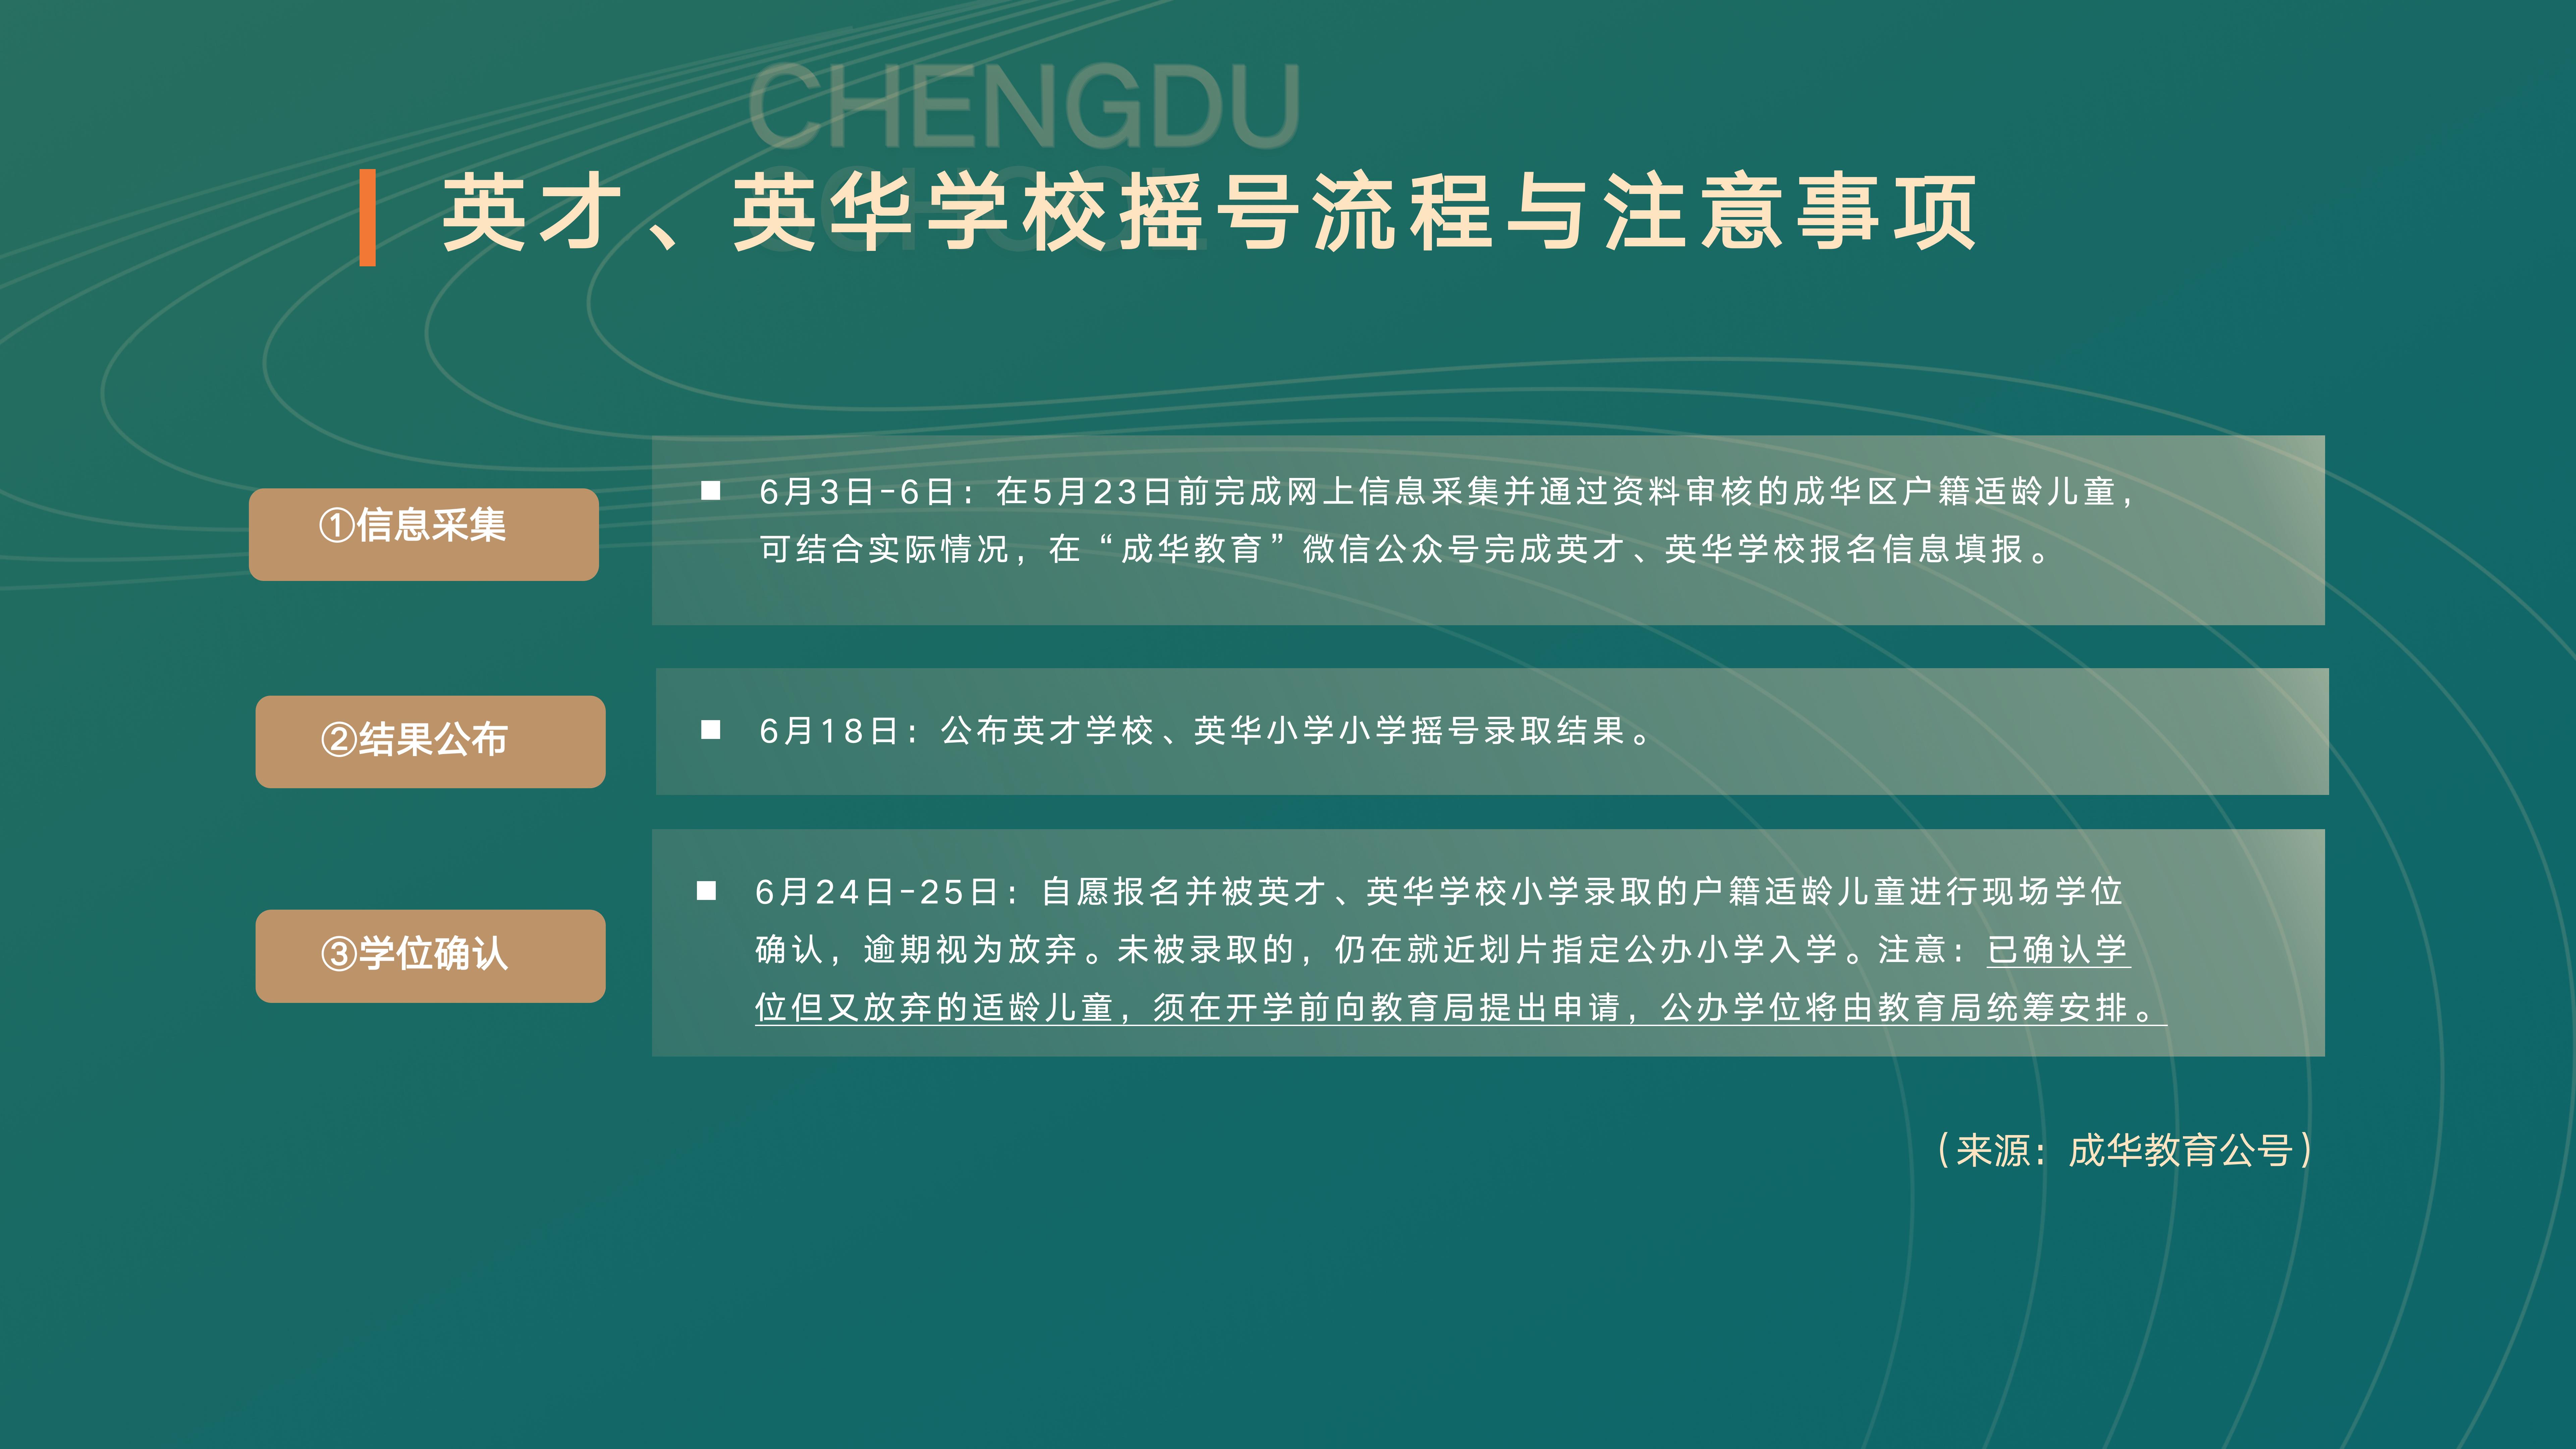 CHENGDU
SCHOOL
英才、英华学校摇号流程与注意事项
①信息采集
■ 6月3日-6日：在5月23日前完成网上信息采集并通过资料审核的成华区户籍适龄儿童，
可结合实际情况，在“成华教育”微信公众号完成英才、英华学校报名信息填报。
②结果公布
■ 6月18日：公布英才学校、英华小学小学摇号录取结果。
③学位确认
■ 6月24日-25日：自愿报名并被英才、英华学校小学录取的户籍适龄儿童进行现场学位
确认，逾期视为放弃。未被录取的，仍在就近划片指定公办小学入学。注意：已确认学
位但又放弃的适龄儿童，须在开学前向教育局提出申请，公办学位将由教育局统筹安排。
（来源：成华教育公号）